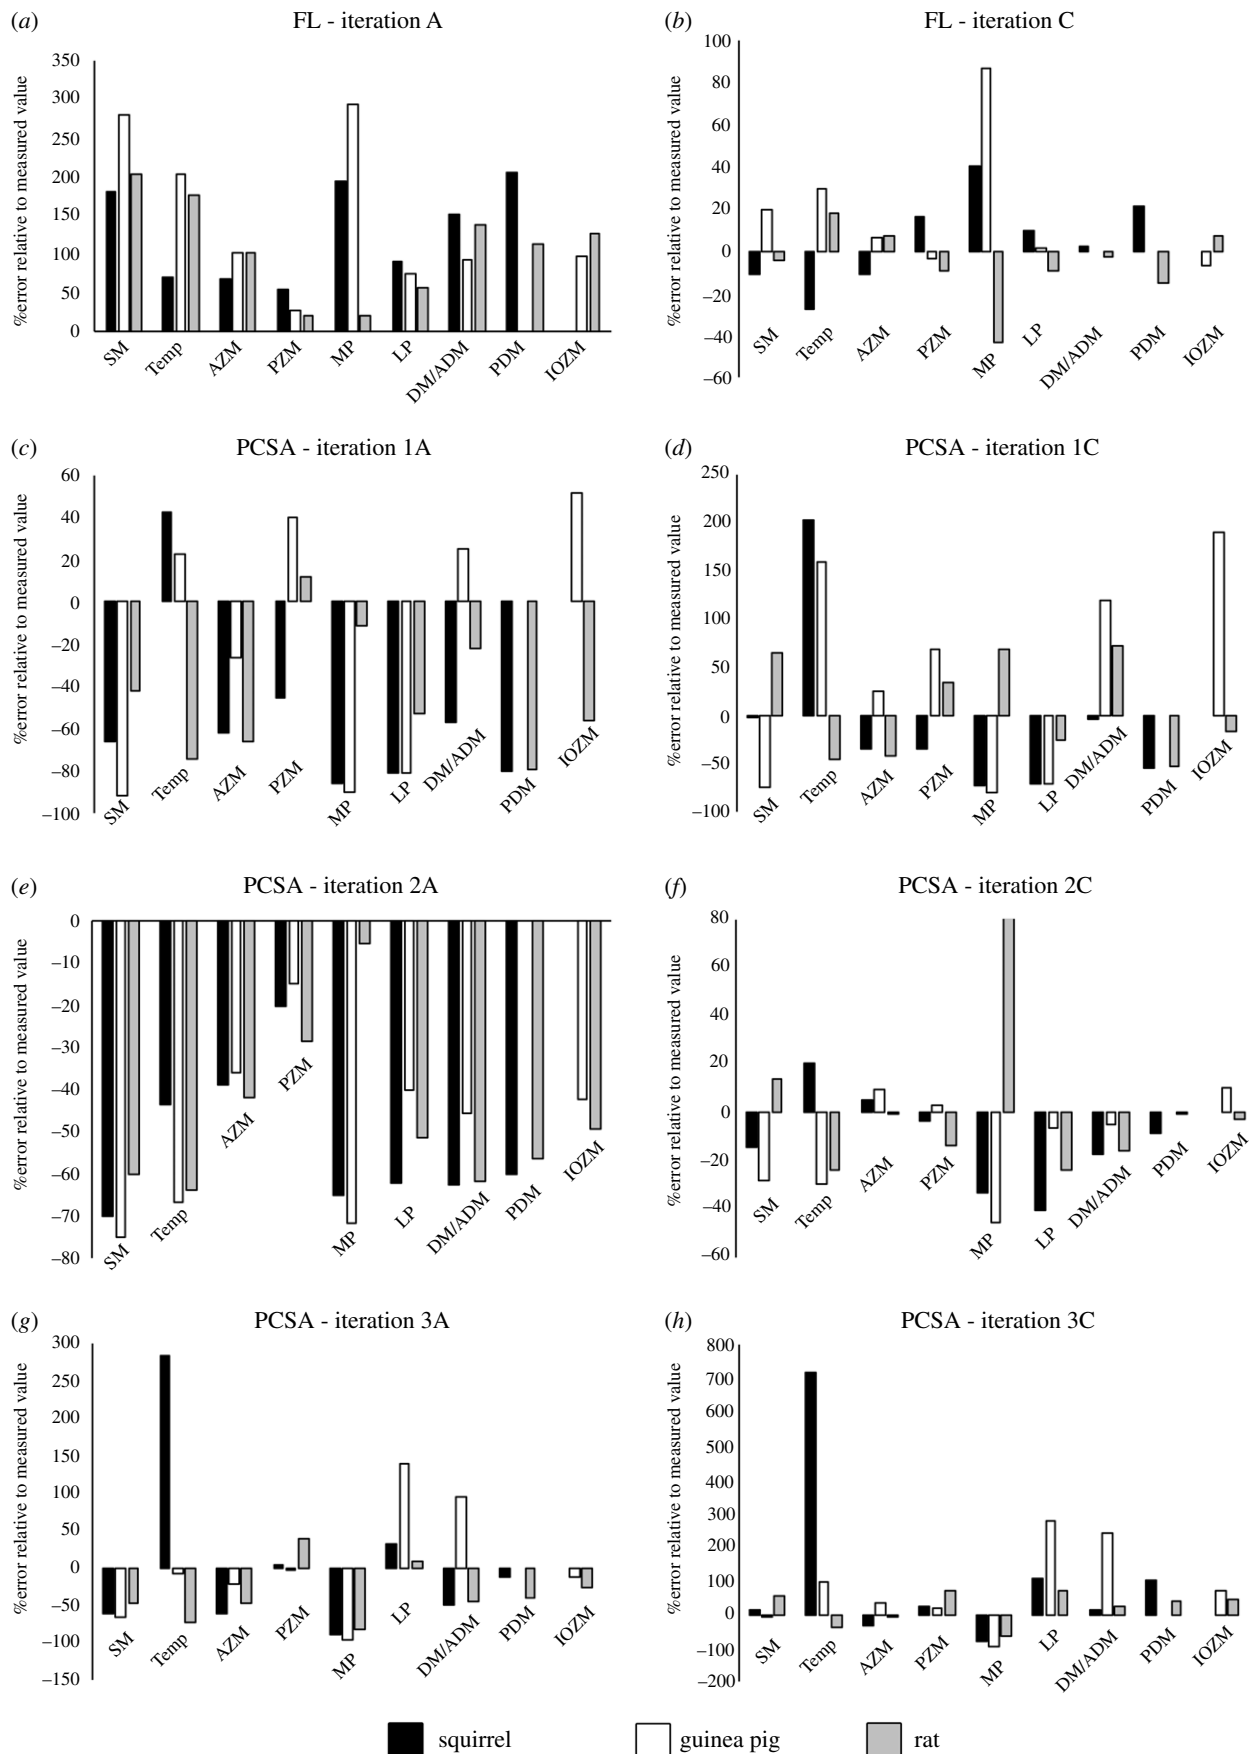 (a)
FL - iteration A
%error relative to measured value
350
300
250
200
150
100
50
0
SM
Temp
AZM
PZM
MP
LP
DM/ADM
PDM
IOZM
(b)
FL - iteration C
%error relative to measured value
100
80
60
40
20
0
–20
–40
–60
SM
Temp
AZM
PZM
MP
LP
DM/ADM
PDM
IOZM
(c)
PCSA - iteration 1A
%error relative to measured value
60
40
20
0
–20
–40
–60
–80
–100
SM
Temp
AZM
PZM
MP
LP
DM/ADM
PDM
IOZM
(d)
PCSA - iteration 1C
%error relative to measured value
250
200
150
100
50
0
–50
–100
SM
Temp
AZM
PZM
MP
LP
DM/ADM
PDM
IOZM
(e)
PCSA - iteration 2A
%error relative to measured value
0
–10
–20
–30
–40
–50
–60
–70
–80
SM
Temp
AZM
PZM
MP
LP
DM/ADM
PDM
IOZM
(f)
PCSA - iteration 2C
%error relative to measured value
80
60
40
20
0
–20
–40
–60
SM
Temp
AZM
PZM
MP
LP
DM/ADM
PDM
IOZM
(g)
PCSA - iteration 3A
%error relative to measured value
300
250
200
150
100
50
0
–50
–100
–150
SM
Temp
AZM
PZM
MP
LP
DM/ADM
PDM
IOZM
(h)
PCSA - iteration 3C
%error relative to measured value
800
700
600
500
400
300
200
100
0
–100
–200
SM
Temp
AZM
PZM
MP
LP
DM/ADM
PDM
IOZM
squirrel
guinea pig
rat